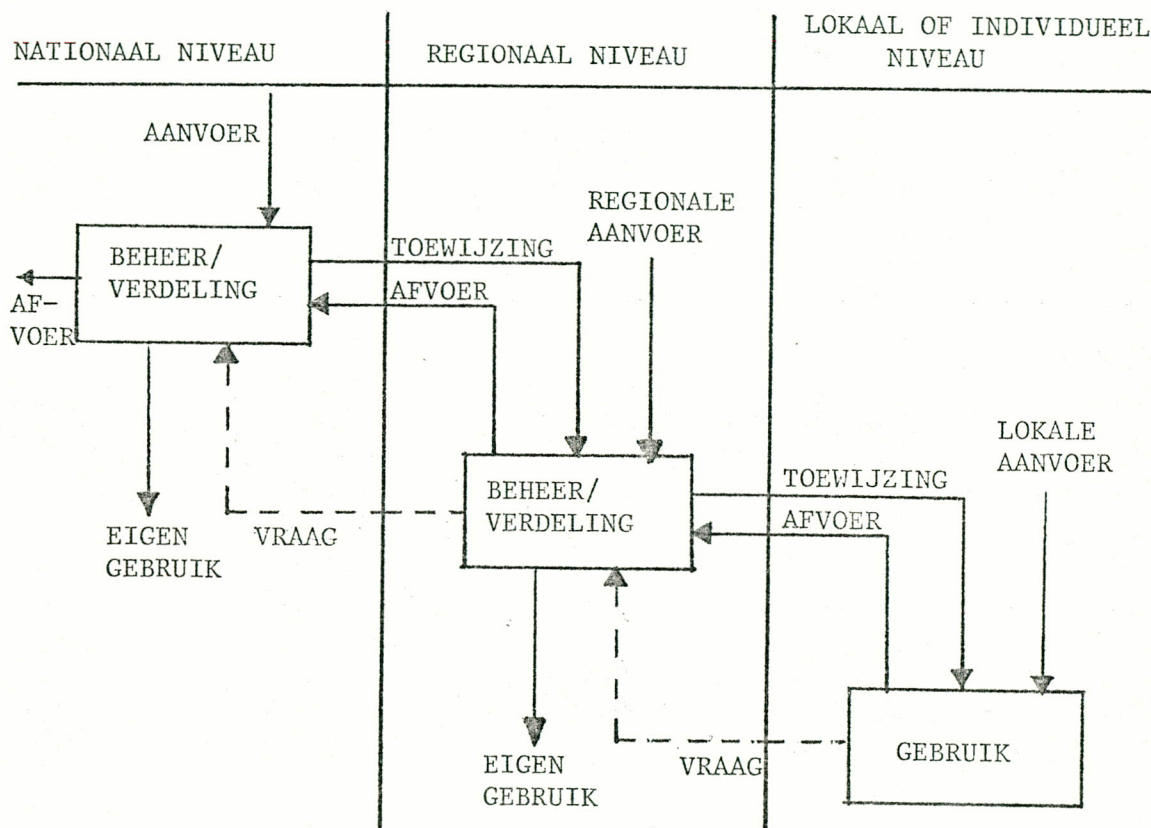 NATIONAAL NIVEAU
REGIONAAL NIVEAU
LOKAAL OF INDIVIDUEEL
NIVEAU
AANVOER
REGIONALE
AANVOER
BEHEER/
VERDELING
TOEWIJZING
AFVOER
AF-
VOER
LOKALE
AANVOER
BEHEER/
VERDELING
TOEWIJZING
AFVOER
EIGEN
GEBRUIK
VRAAG
EIGEN
GEBRUIK
VRAAG
GEBRUIK